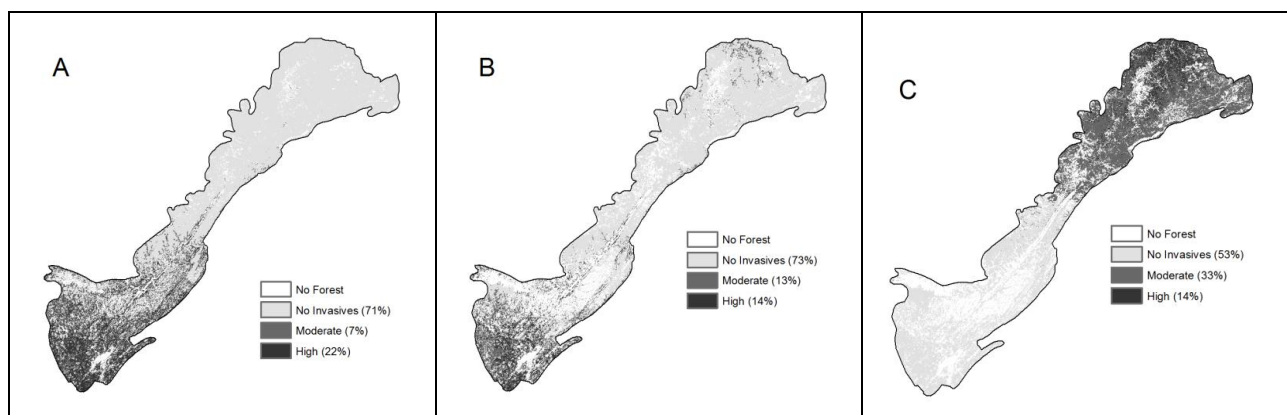 A
No Forest
No Invasives (71%)
Moderate (7%)
High (22%)
B
No Forest
No Invasives (73%)
Moderate (13%)
High (14%)
C
No Forest
No Invasives (53%)
Moderate (33%)
High (14%)